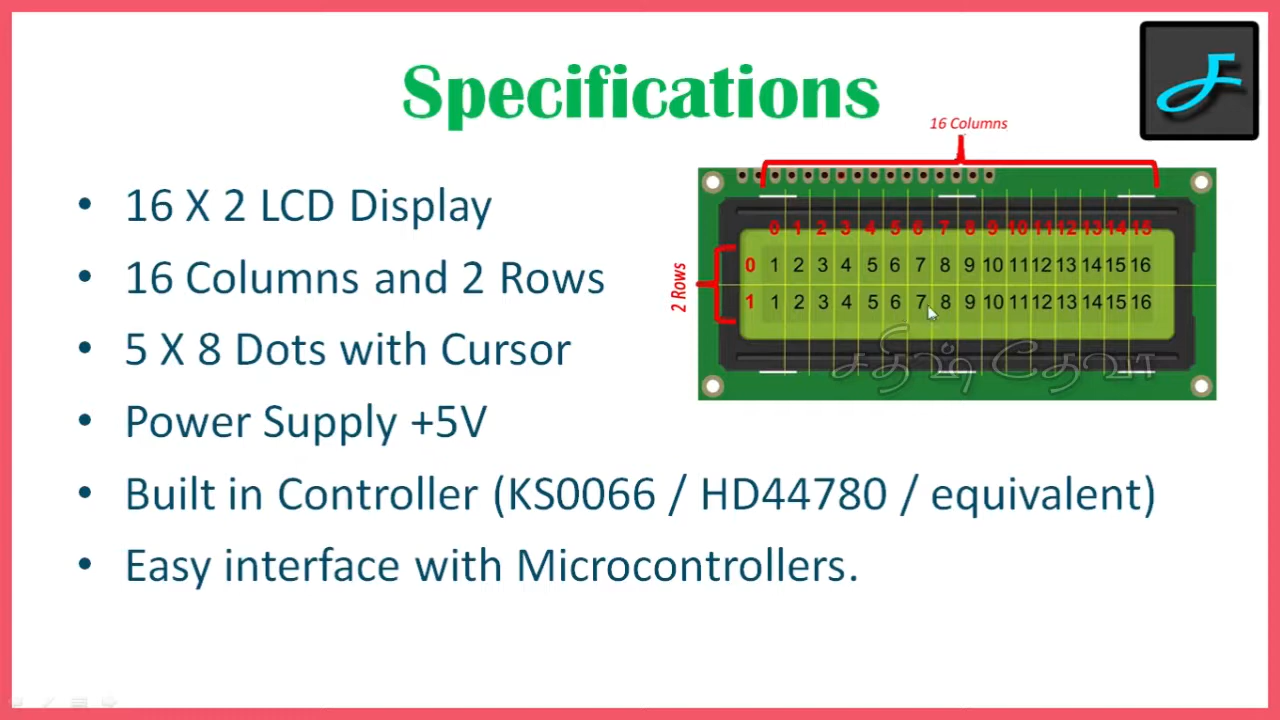 Specifications
16 Columns
• 16 X 2 LCD Display
• 16 Columns and 2 Rows
• 5 X 8 Dots with Cursor
• Power Supply +5V
• Built in Controller (KS0066 / HD44780 / equivalent)
• Easy interface with Microcontrollers.
2 Rows
0 1 2 3 4 5 6 7 8 9 10 11 12 13 14 15
0 1 2 3 4 5 6 7 8 9 10 11 12 13 14 15 16
1 1 2 3 4 5 6 7 8 9 10 11 12 13 14 15 16
சதிஷ் தேவா